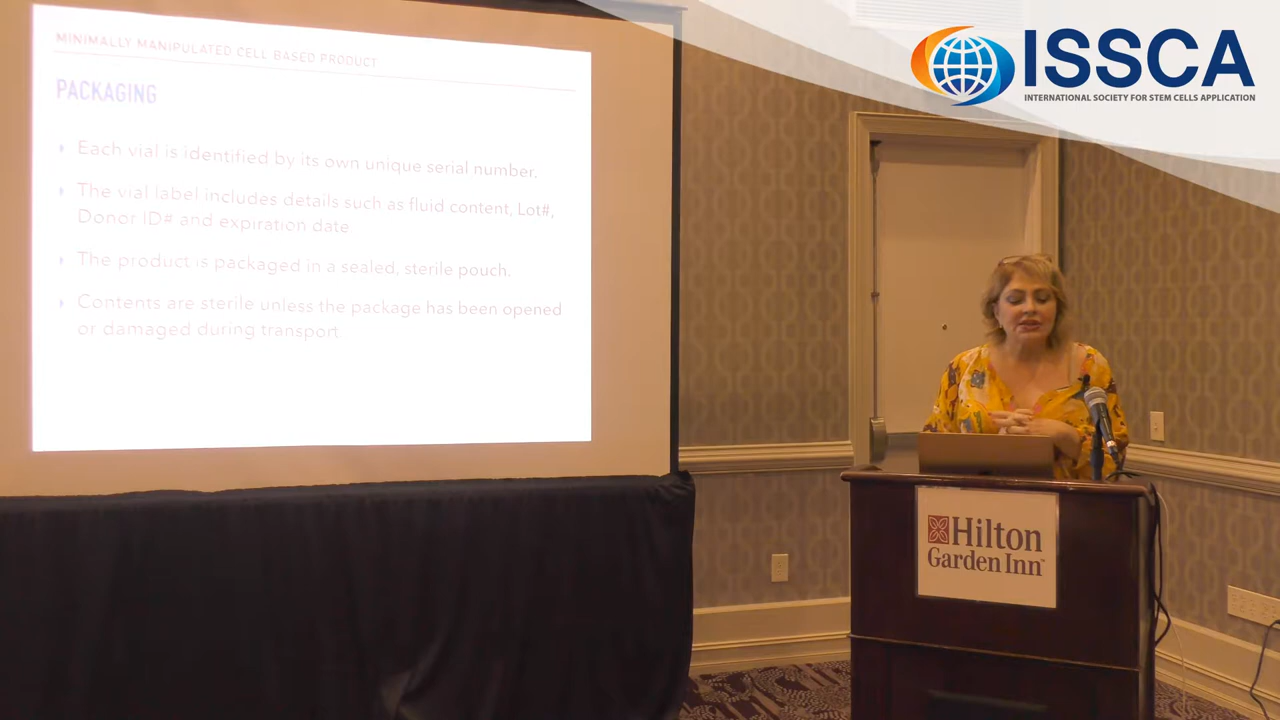 MINIMALLY MANIPULATED CELL BASED PRODUCT
PACKAGING
Each vial is identified by its own unique serial number.
The vial label includes details such as fluid content, Lot#,
Donor ID# and expiration date.
The product is packaged in a sealed, sterile pouch.
Contents are sterile unless the package has been opened
or damaged during transport.
ISSCA
INTERNATIONAL SOCIETY FOR STEM CELLS APPLICATION
Hilton
Garden Inn™